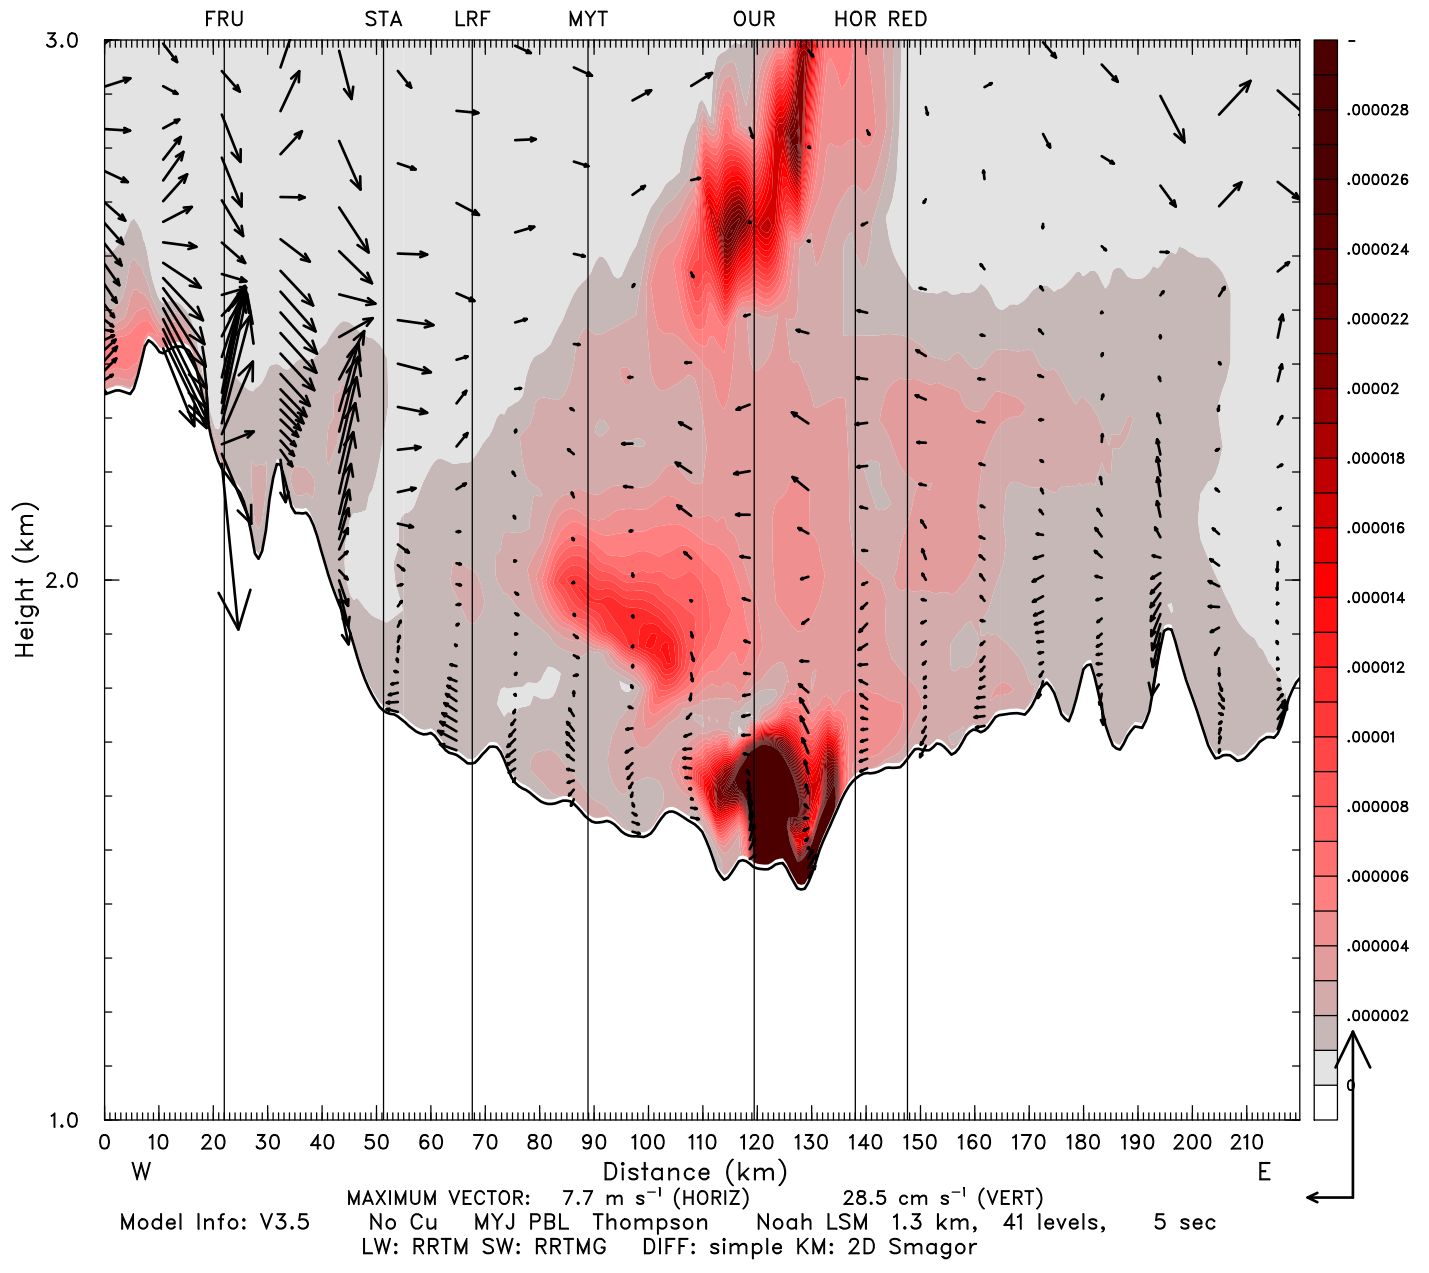 FRU STA LRF MYT OUR HOR RED
3.0
2.0
1.0
Height (km)
0 10 20 30 40 50 60 70 80 90 100 110 120 130 140 150 160 170 180 190 200 210
W Distance (km) E
.000028
.000026
.000024
.000022
.00002
.000018
.000016
.000014
.000012
.00001
.000008
.000006
.000004
.000002
0
MAXIMUM VECTOR: 7.7 m s⁻¹ (HORIZ) 28.5 cm s⁻¹ (VERT)
Model Info: V3.5 No Cu MYJ PBL Thompson Noah LSM 1.3 km, 41 levels, 5 sec
LW: RRTM SW: RRTMG DIFF: simple KM: 2D Smagor